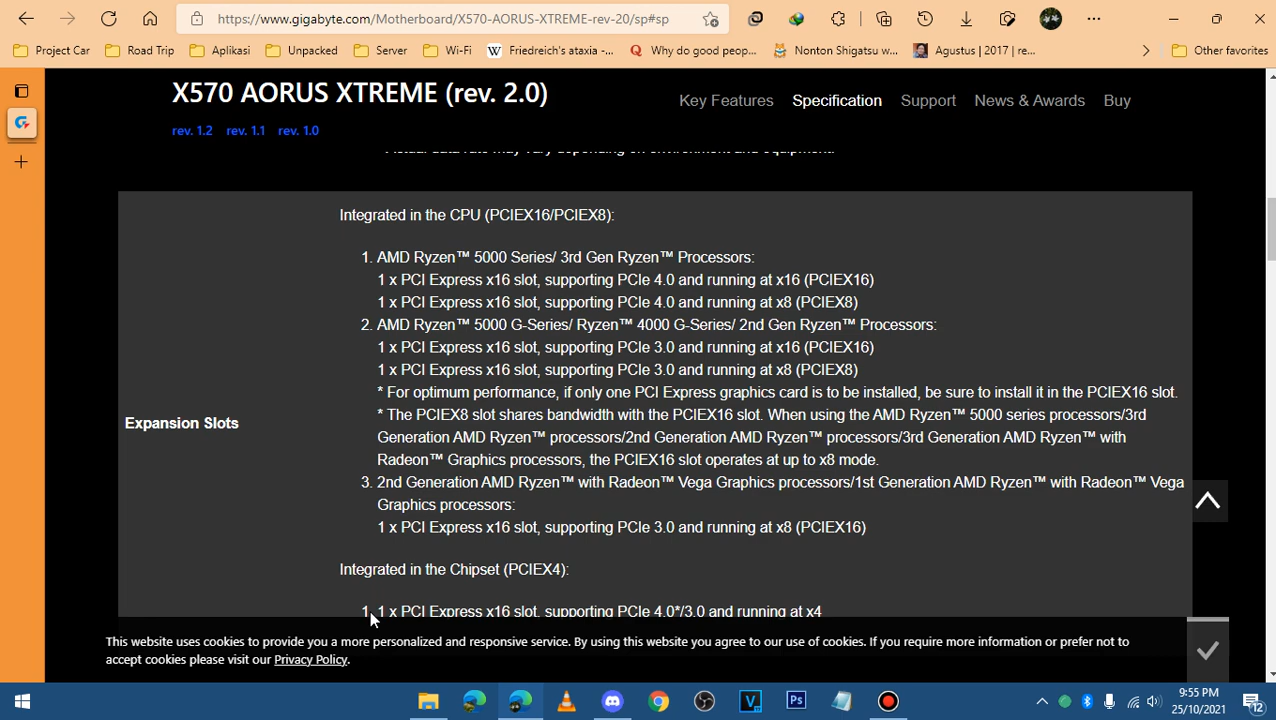 https://www.gigabyte.com/Motherboard/X570-AORUS-XTREME-rev-20/sp#sp
Project Car
Road Trip
Aplikasi
Unpacked
Server
Wi-Fi
W Friedreich's ataxia -...
Why do good peop...
Nonton Shigatsu w...
Agustus | 2017 | re...
Other favorites
X570 AORUS XTREME (rev. 2.0)
Key Features
Specification
Support
News & Awards
Buy
rev. 1.2 rev. 1.1 rev. 1.0
Actual data rate may vary depending on environment and equipment.
Integrated in the CPU (PCIEX16/PCIEX8):
1. AMD Ryzen™ 5000 Series/ 3rd Gen Ryzen™ Processors:
1 x PCI Express x16 slot, supporting PCIe 4.0 and running at x16 (PCIEX16)
1 x PCI Express x16 slot, supporting PCIe 4.0 and running at x8 (PCIEX8)
2. AMD Ryzen™ 5000 G-Series/ Ryzen™ 4000 G-Series/ 2nd Gen Ryzen™ Processors:
1 x PCI Express x16 slot, supporting PCIe 3.0 and running at x16 (PCIEX16)
1 x PCI Express x16 slot, supporting PCIe 3.0 and running at x8 (PCIEX8)
* For optimum performance, if only one PCI Express graphics card is to be installed, be sure to install it in the PCIEX16 slot.
* The PCIEX8 slot shares bandwidth with the PCIEX16 slot. When using the AMD Ryzen™ 5000 series processors/3rd
Generation AMD Ryzen™ processors/2nd Generation AMD Ryzen™ processors/3rd Generation AMD Ryzen™ with
Radeon™ Graphics processors, the PCIEX16 slot operates at up to x8 mode.
Expansion Slots
3. 2nd Generation AMD Ryzen™ with Radeon™ Vega Graphics processors/1st Generation AMD Ryzen™ with Radeon™ Vega
Graphics processors:
1 x PCI Express x16 slot, supporting PCIe 3.0 and running at x8 (PCIEX16)
Integrated in the Chipset (PCIEX4):
1. 1 x PCI Express x16 slot, supporting PCIe 4.0*/3.0 and running at x4
This website uses cookies to provide you a more personalized and responsive service. By using this website you agree to our use of cookies. If you require more information or prefer not to
accept cookies please visit our Privacy Policy.
9:55 PM
25/10/2021
12